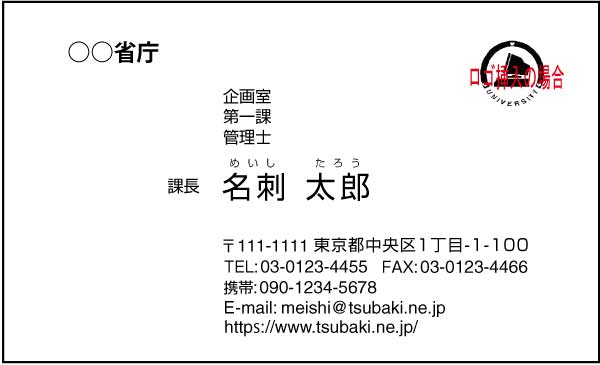 ○○省庁
ロゴ挿入の場合
UNIVERSITY
企画室
第一課
管理士
めいし たろう
課長 名刺 太郎
〒111-1111 東京都中央区1丁目-1-100
TEL:03-0123-4455 FAX:03-0123-4466
携帯:090-1234-5678
E-mail: meishi@tsubaki.ne.jp
https://www.tsubaki.ne.jp/